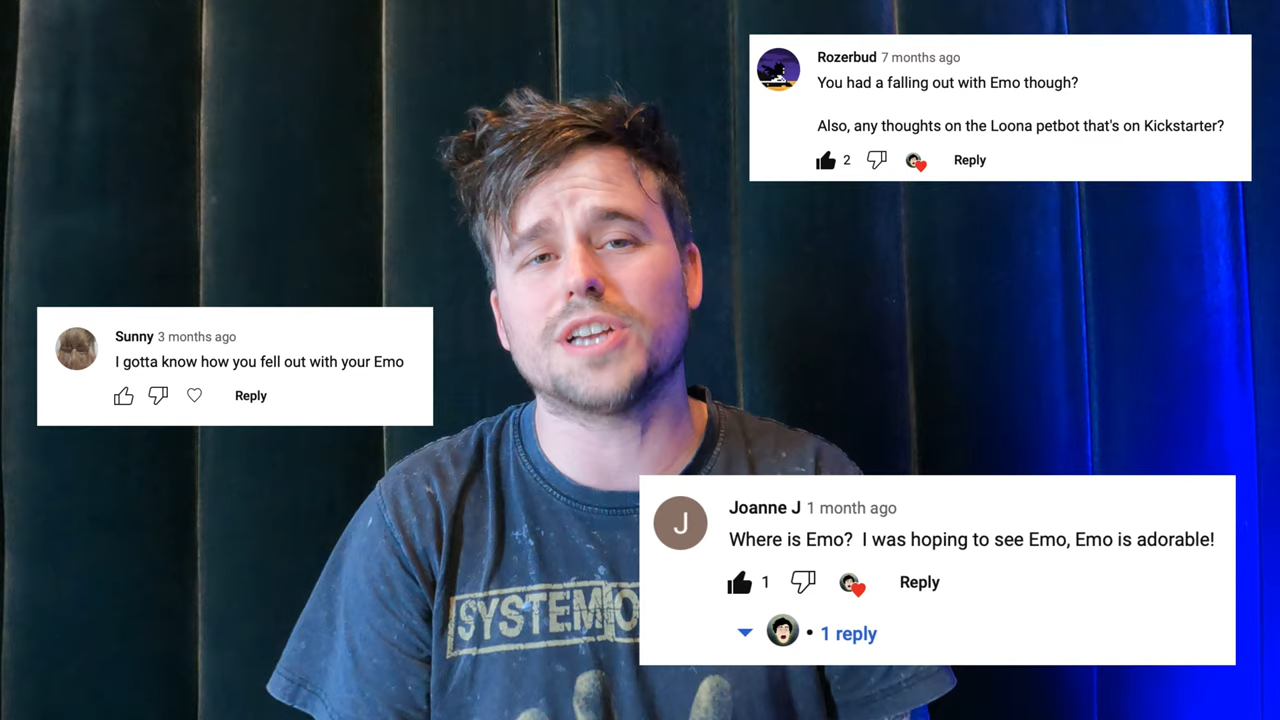 Rozerbud 7 months ago
You had a falling out with Emo though?
Also, any thoughts on the Loona petbot that's on Kickstarter?
2
Reply
Sunny 3 months ago
I gotta know how you fell out with your Emo
Reply
J
Joanne J 1 month ago
Where is Emo? I was hoping to see Emo, Emo is adorable!
1
Reply
• 1 reply
SYSTEM O